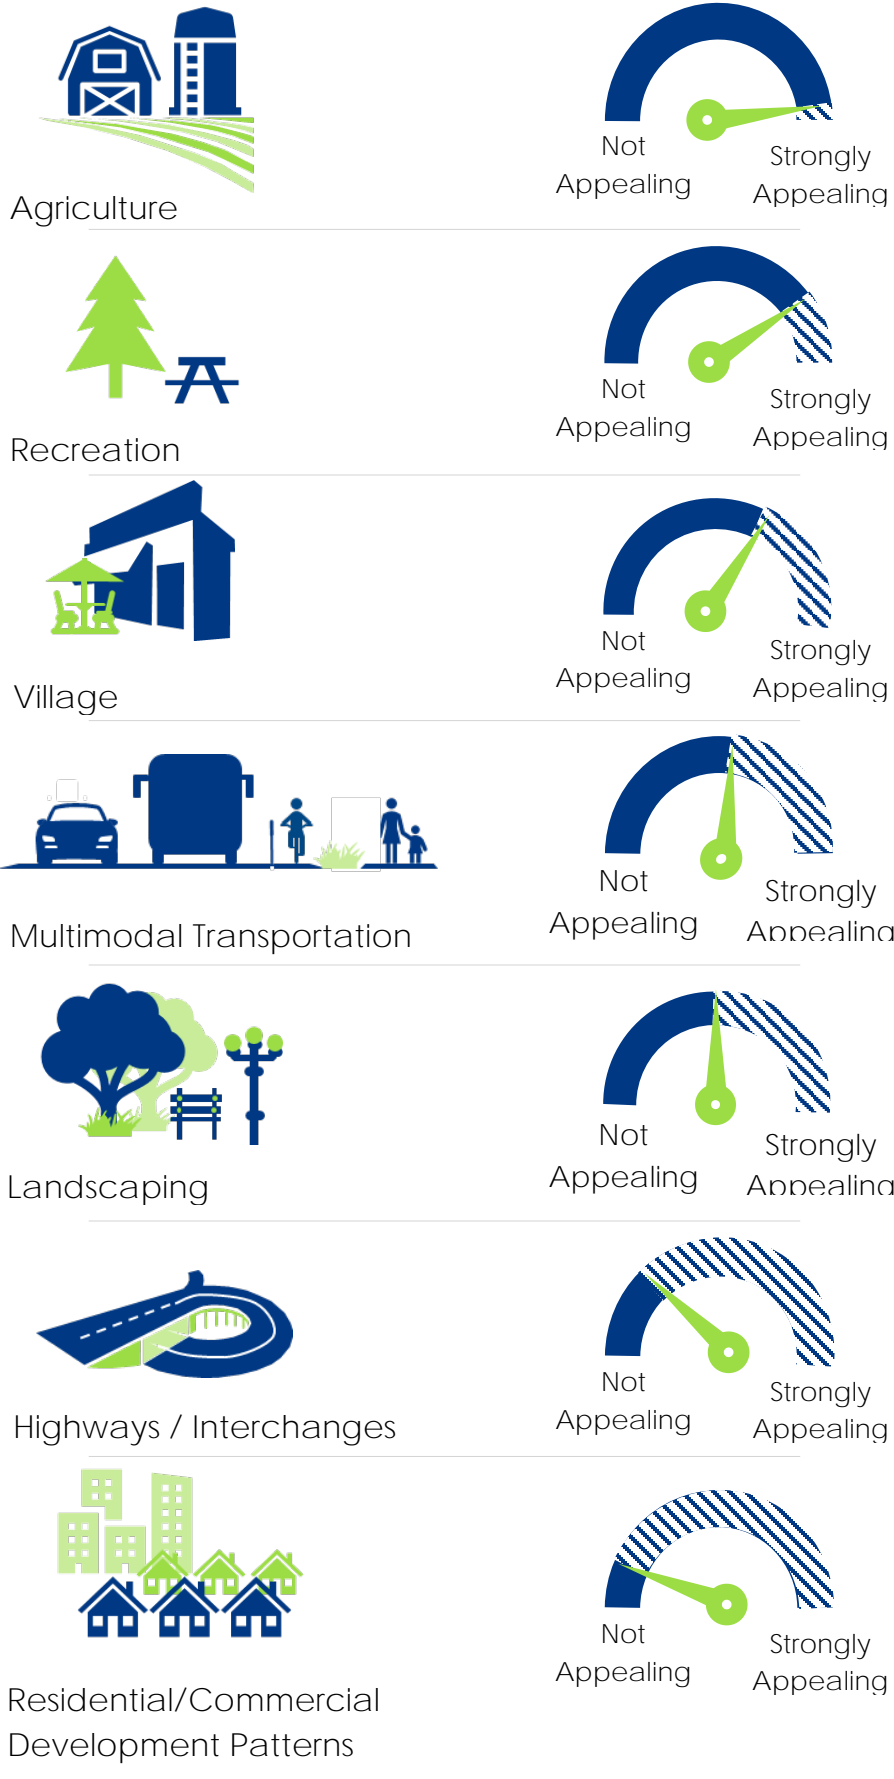 Not
Appealing
Strongly
Appealing
Agriculture
Not
Appealing
Strongly
Appealing
Recreation
Not
Appealing
Strongly
Appealing
Village
Not
Appealing
Strongly
Appealing
Multimodal Transportation
Not
Appealing
Strongly
Appealing
Landscaping
Not
Appealing
Strongly
Appealing
Highways / Interchanges
Not
Appealing
Strongly
Appealing
Residential/Commercial
Development Patterns